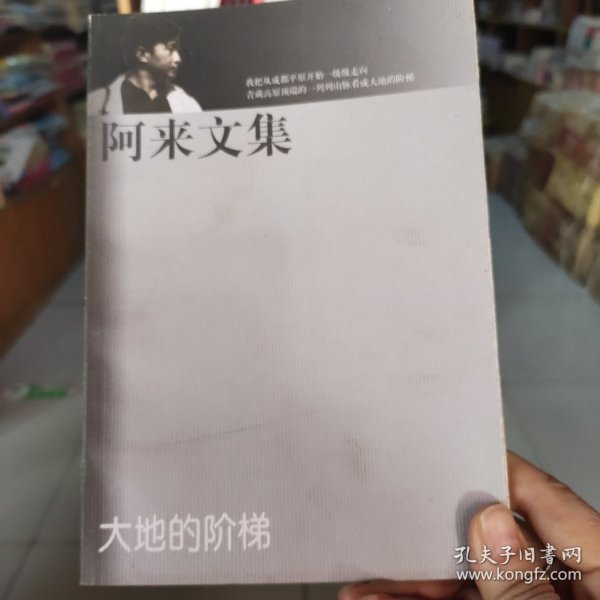 我把从成都平原开始一级级走向
青藏高原顶端的一列列山脉看成大地的阶梯
阿来文集
大地的阶梯
孔夫子旧书网
www.kongfz.com